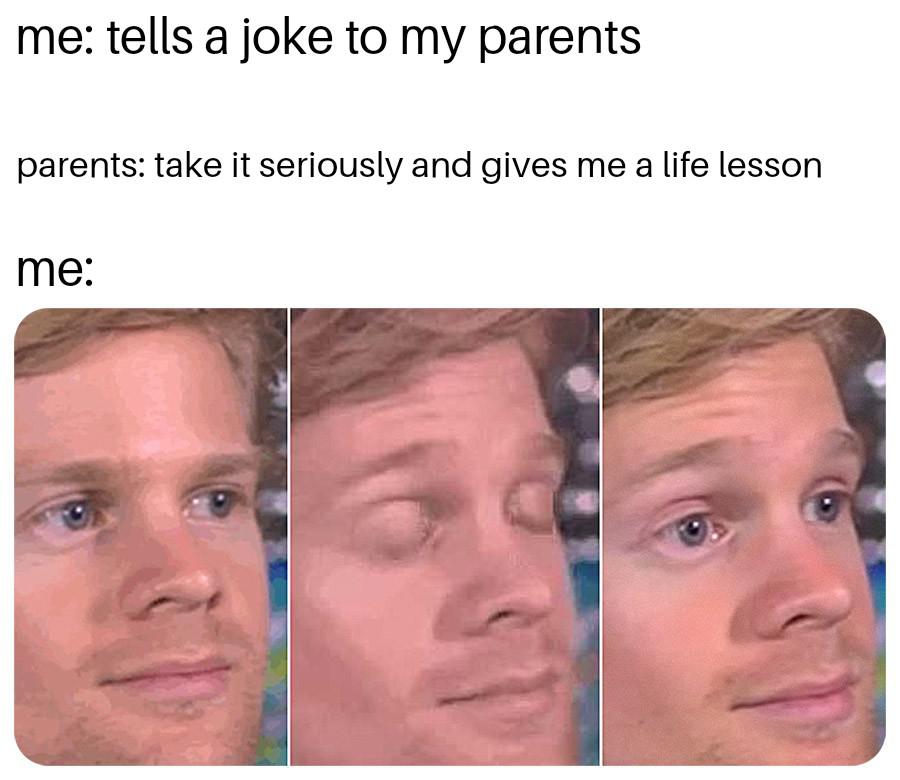 me: tells a joke to my parents
parents: take it seriously and gives me a life lesson
me: